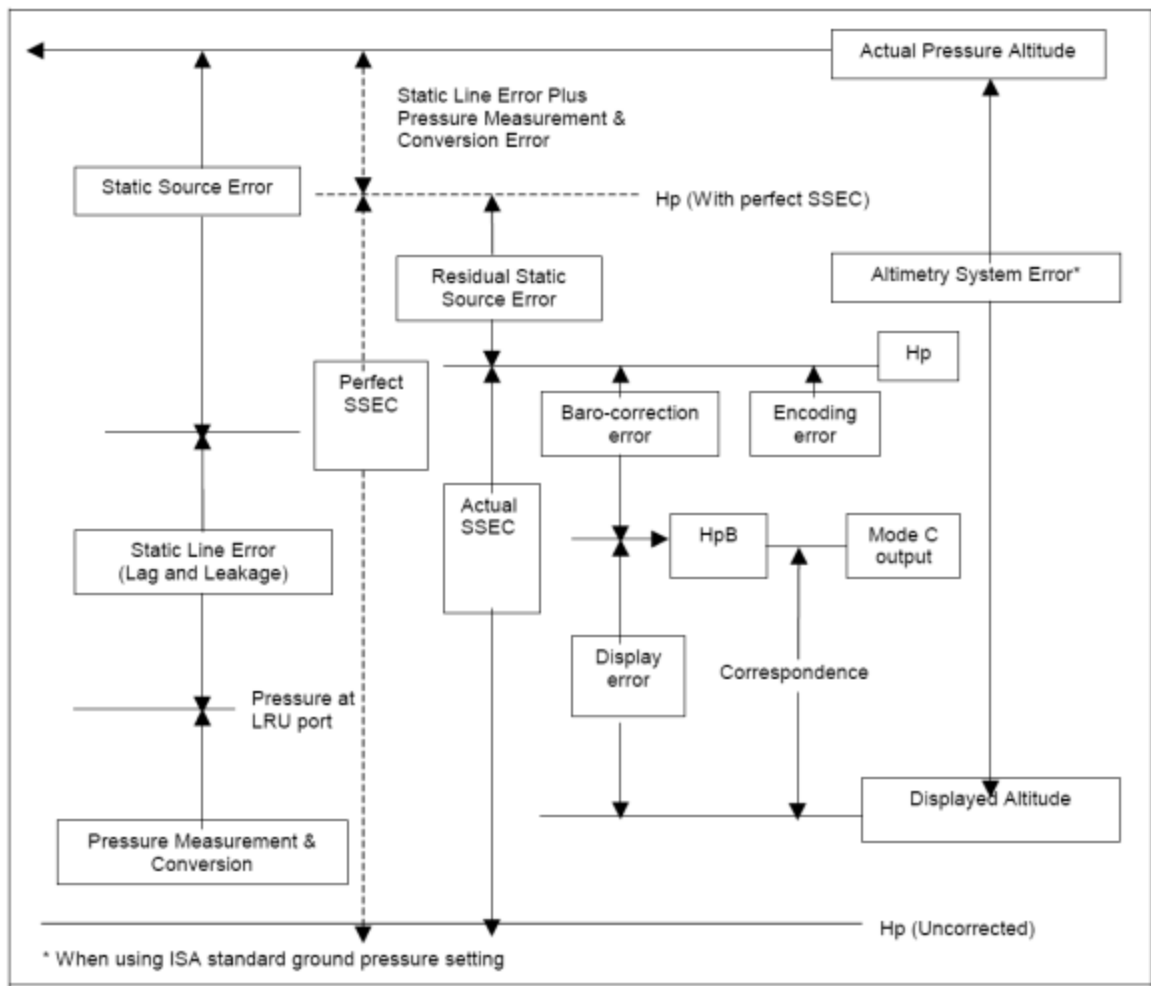 Actual Pressure Altitude
Static Line Error Plus
Pressure Measurement &
Conversion Error
Static Source Error
Hp (With perfect SSEC)
Residual Static
Source Error
Altimetry System Error*
Hp
Perfect
SSEC
Baro-correction
error
Encoding
error
Actual
SSEC
HpB
Mode C
output
Static Line Error
(Lag and Leakage)
Display
error
Correspondence
Pressure at
LRU port
Displayed Altitude
Pressure Measurement &
Conversion
Hp (Uncorrected)
* When using ISA standard ground pressure setting